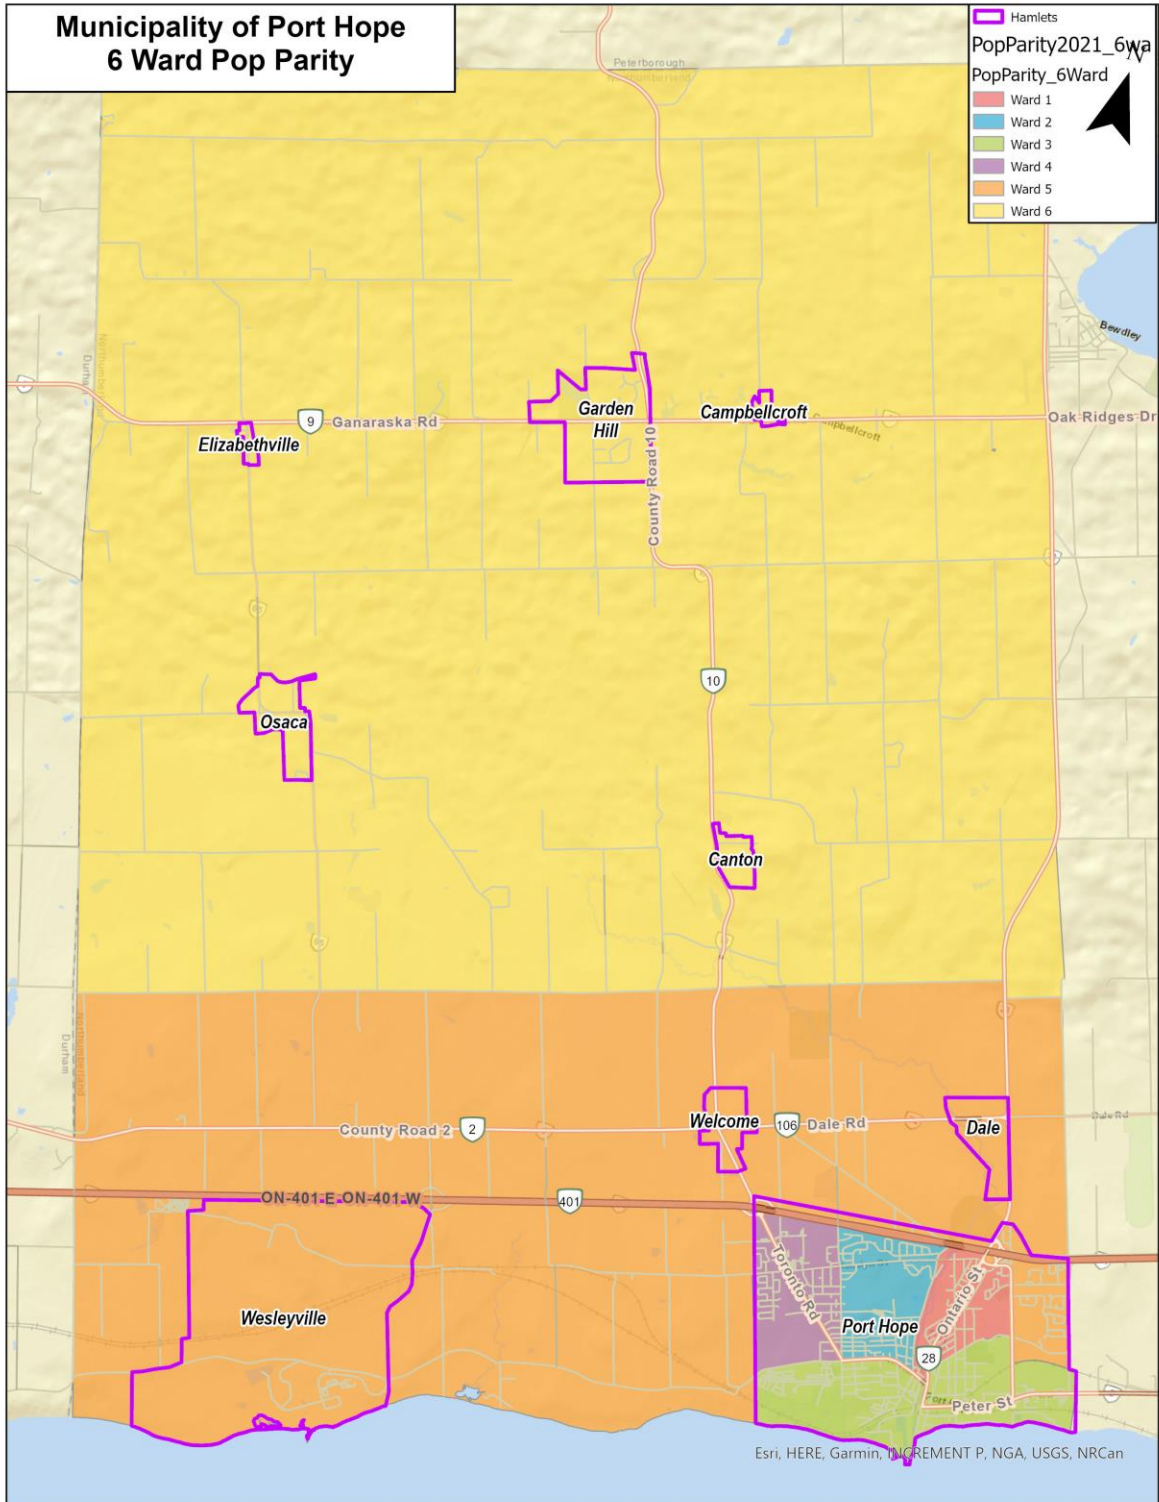 Municipality of Port Hope
6 Ward Pop Parity
Hamlets
PopParity2021_6wa
N
PopParity_6Ward
Ward 1
Ward 2
Ward 3
Ward 4
Ward 5
Ward 6
Peterborough
Northumberland
Bewdley
Durham
Northumberland
Garden
Hill
Campbellcroft
Campbellcroft
Oak Ridges Dr
9
Ganaraska Rd
Elizabethville
County Road 10
10
Osaca
Canton
Northumberland
Durham
Welcome
County Road 2
2
106
Dale Rd
Dale Rd
Dale
ON-401 E ON-401 W
401
Toronto Rd
Ontario St
Wesleyville
Port Hope
28
Peter St
Esri, HERE, Garmin, INCREMENT P, NGA, USGS, NRCan